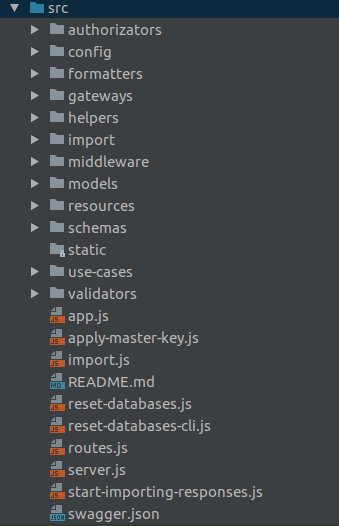 src
authorizators
config
formatters
gateways
helpers
import
middleware
models
resources
schemas
static
use-cases
validators
app.js
apply-master-key.js
import.js
README.md
reset-databases.js
reset-databases-cli.js
routes.js
server.js
start-importing-responses.js
swagger.json